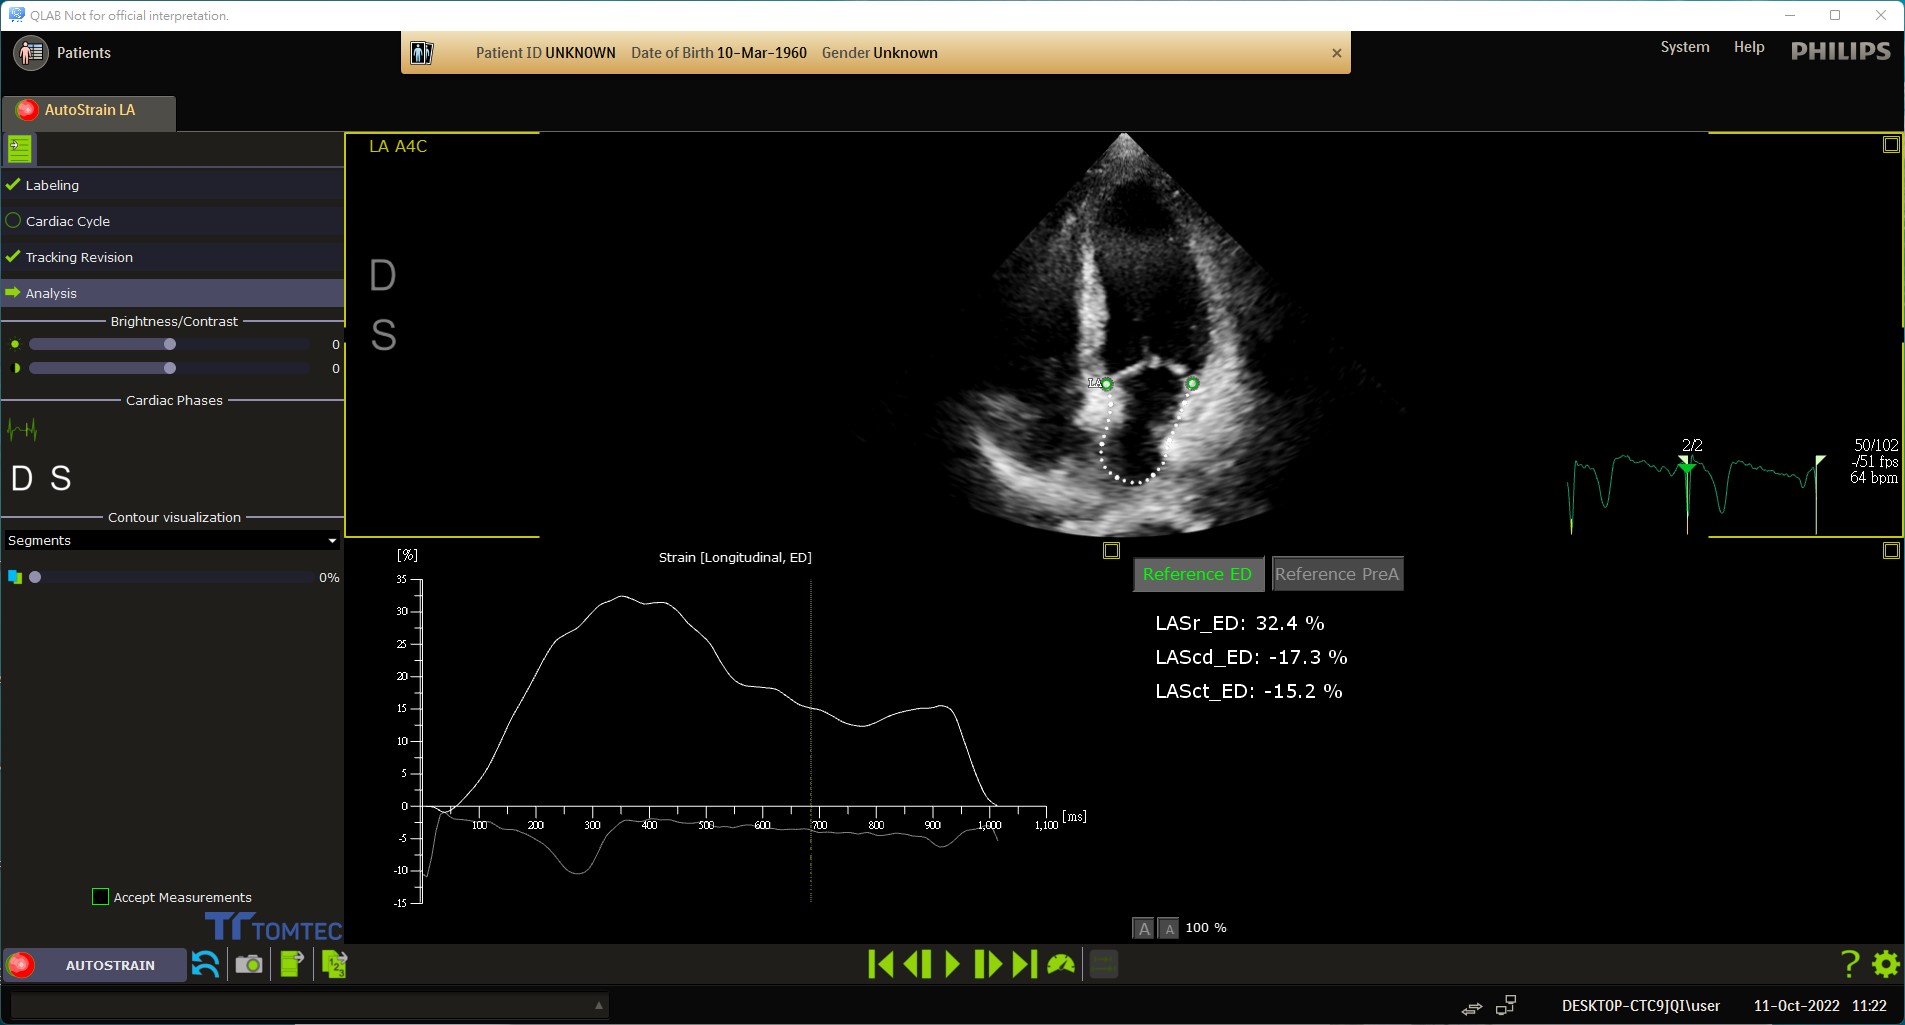 QLAB Not for official interpretation.
Patients
Patient ID UNKNOWN Date of Birth 10-Mar-1960 Gender Unknown
System Help PHILIPS
AutoStrain LA
Labeling
Cardiac Cycle
Tracking Revision
Analysis
Brightness/Contrast
0
0
Cardiac Phases
D S
Contour visualization
Segments
0%
Accept Measurements
TOMTEC
LA A4C
D
S
LA
2/2
50/102
-/51 fps
64 bpm
[%] Strain [Longitudinal, ED]
35
30
25
20
15
10
5
0
100 200 300 400 500 600 700 800 900 1,000 1,100 [ms]
-5
-10
-15
Reference ED Reference PreA
LASr_ED: 32.4 %
LAScd_ED: -17.3 %
LASct_ED: -15.2 %
A A 100 %
AUTOSTRAIN
1 2 3
?
DESKTOP-CTC9JQI\user 11-Oct-2022 11:22